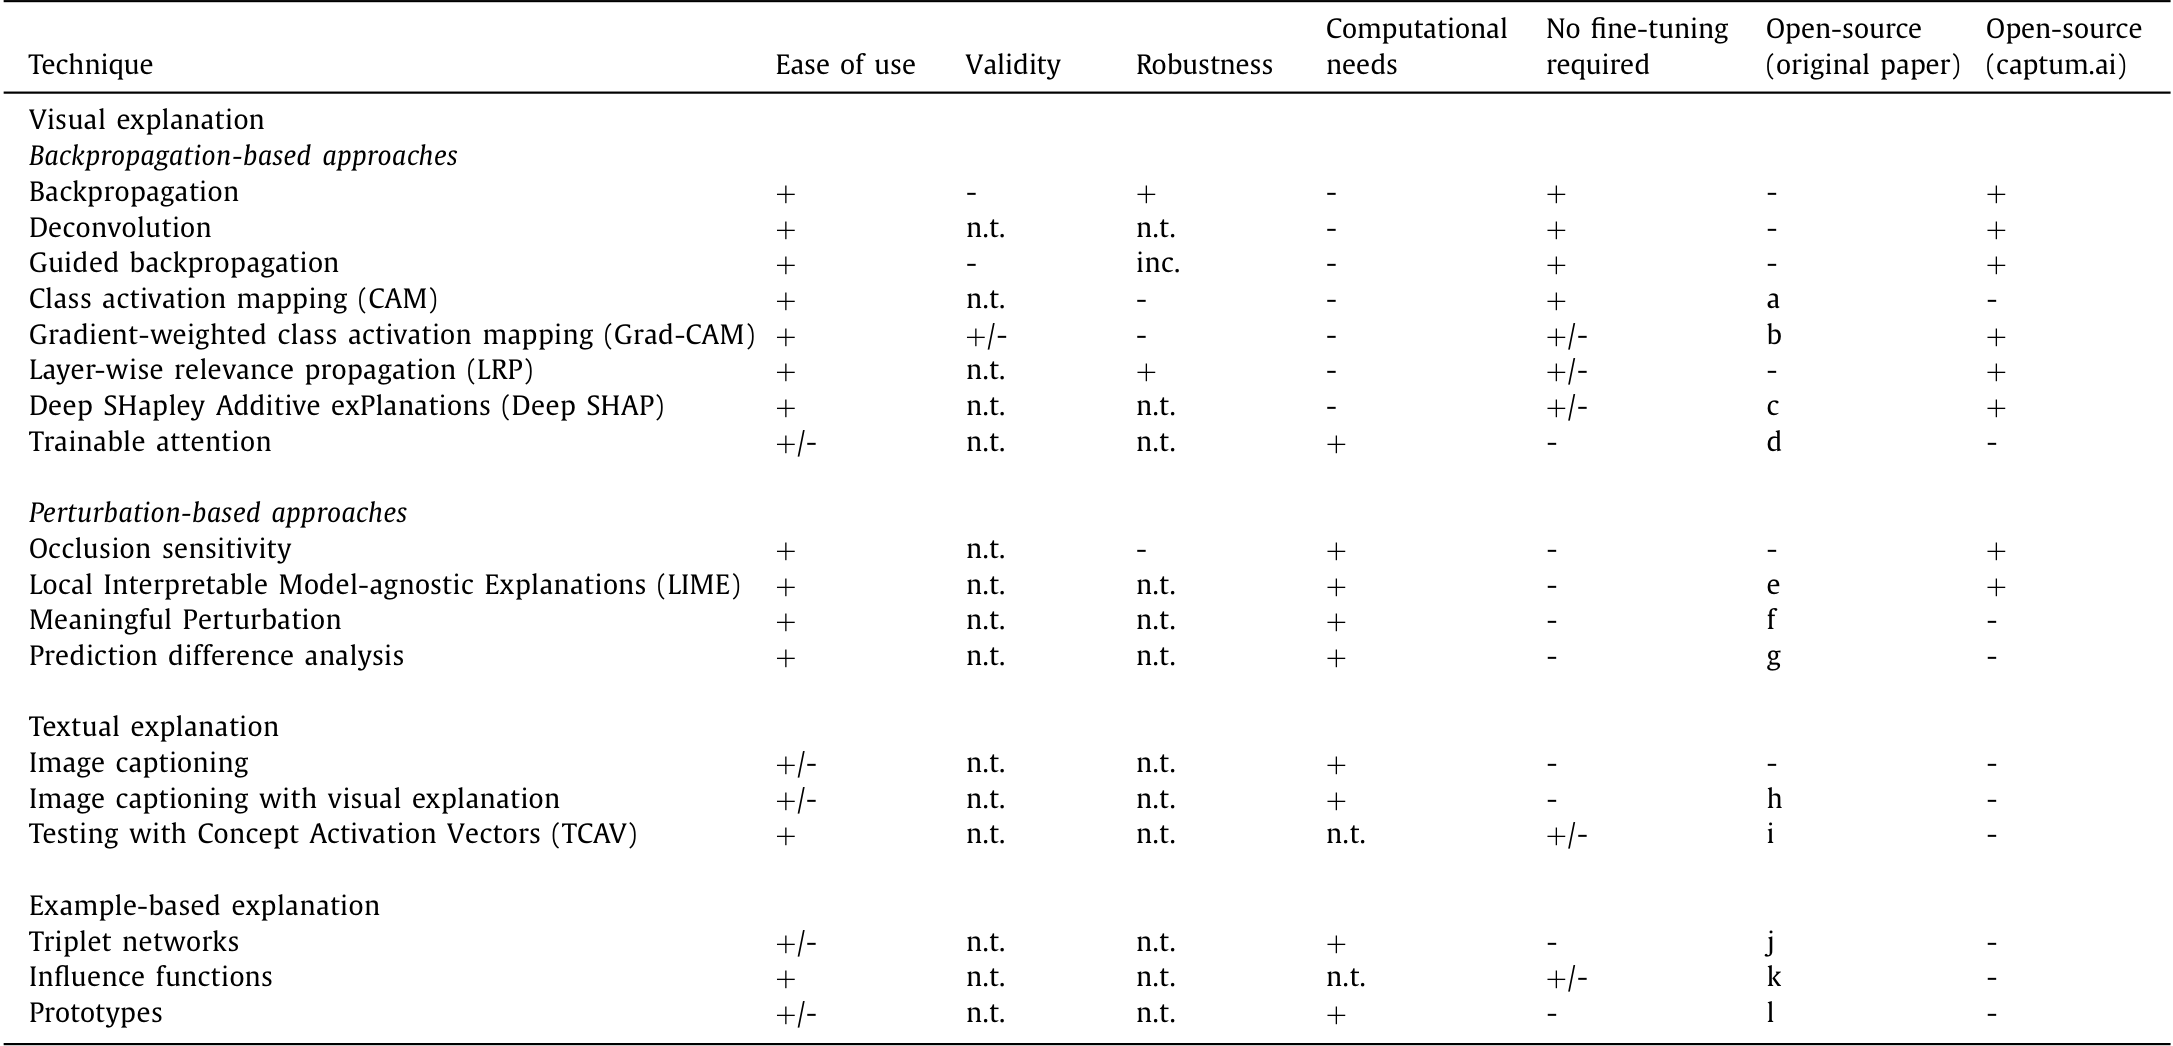 Technique Ease of use Validity Robustness Computational needs No fine-tuning required Open-source (original paper) Open-source (captum.ai)
Visual explanation
Backpropagation-based approaches
Backpropagation + - + - + - +
Deconvolution + n.t. n.t. - + - +
Guided backpropagation + - inc. - + - +
Class activation mapping (CAM) + n.t. - - + a -
Gradient-weighted class activation mapping (Grad-CAM) + +/- - - +/- b +
Layer-wise relevance propagation (LRP) + n.t. + - +/- - +
Deep SHapley Additive exPlanations (Deep SHAP) + n.t. n.t. - +/- c +
Trainable attention +/- n.t. n.t. + - d -
Perturbation-based approaches
Occlusion sensitivity + n.t. - + - - +
Local Interpretable Model-agnostic Explanations (LIME) + n.t. n.t. + - e +
Meaningful Perturbation + n.t. n.t. + - f -
Prediction difference analysis + n.t. n.t. + - g -
Textual explanation
Image captioning +/- n.t. n.t. + - - -
Image captioning with visual explanation +/- n.t. n.t. + - h -
Testing with Concept Activation Vectors (TCAV) + n.t. n.t. n.t. +/- i -
Example-based explanation
Triplet networks +/- n.t. n.t. + - j -
Influence functions + n.t. n.t. n.t. +/- k -
Prototypes +/- n.t. n.t. + - l -